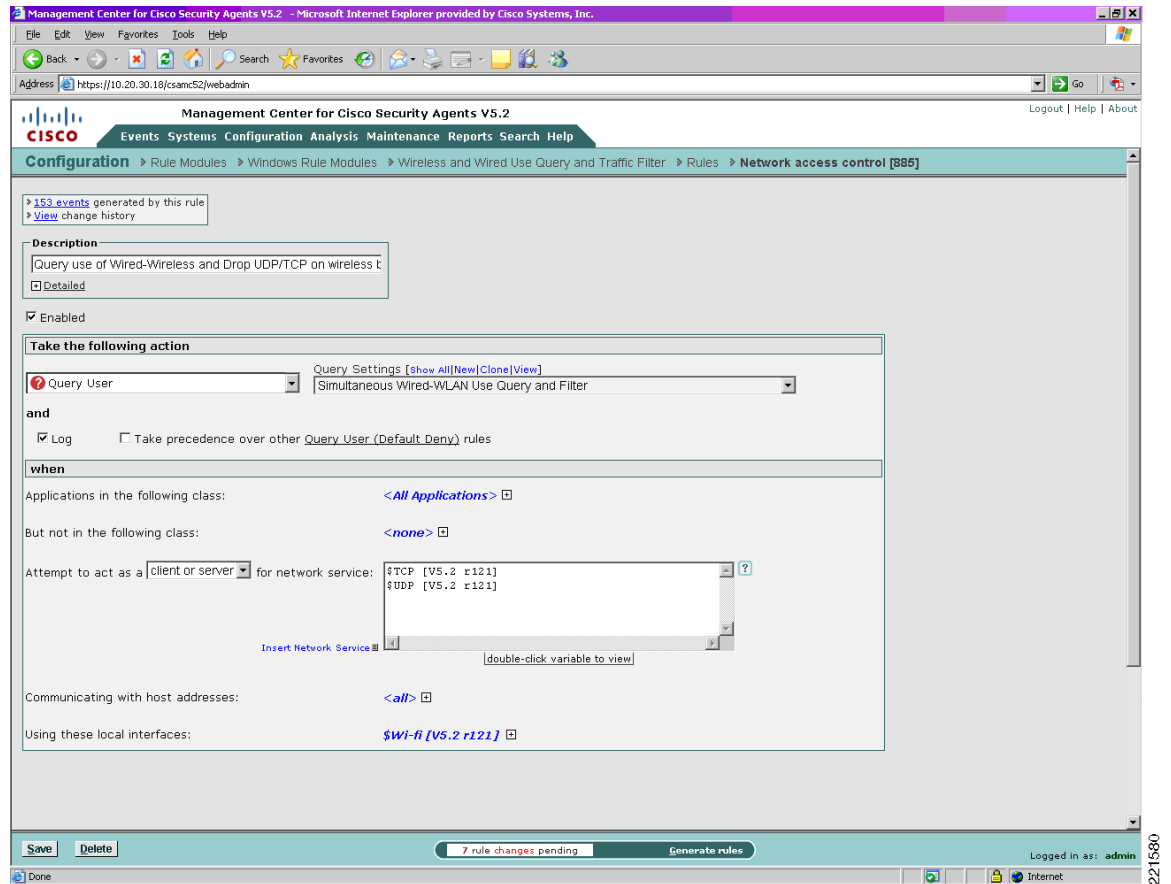 Management Center for Cisco Security Agents V5.2 - Microsoft Internet Explorer provided by Cisco Systems, Inc.
File Edit View Favorites Tools Help
Back Search Favorites
Address https://10.20.30.18/csamc52/webadmin Go
Management Center for Cisco Security Agents V5.2 Logout | Help | About
CISCO Events Systems Configuration Analysis Maintenance Reports Search Help
Configuration Rule Modules Windows Rule Modules Wireless and Wired Use Query and Traffic Filter Rules Network access control [885]
153 events generated by this rule
View change history
Description
Query use of Wired-Wireless and Drop UDP/TCP on wireless
Detailed
Enabled
Take the following action
Query Settings [Show All|New|Clone|View]
Query User Simultaneous Wired-WLAN Use Query and Filter
and
Log Take precedence over other Query User (Default Deny) rules
when
Applications in the following class: <All Applications>
But not in the following class: <none>
Attempt to act as a client or server for network service: $TCP [V5.2 r121]
$UDP [V5.2 r121]
Insert Network Service
double-click variable to view
Communicating with host addresses: <all>
Using these local interfaces: $Wi-fi [V5.2 r121]
Save Delete 7 rule changes pending Generate rules Logged in as: admin
Done Internet
221580